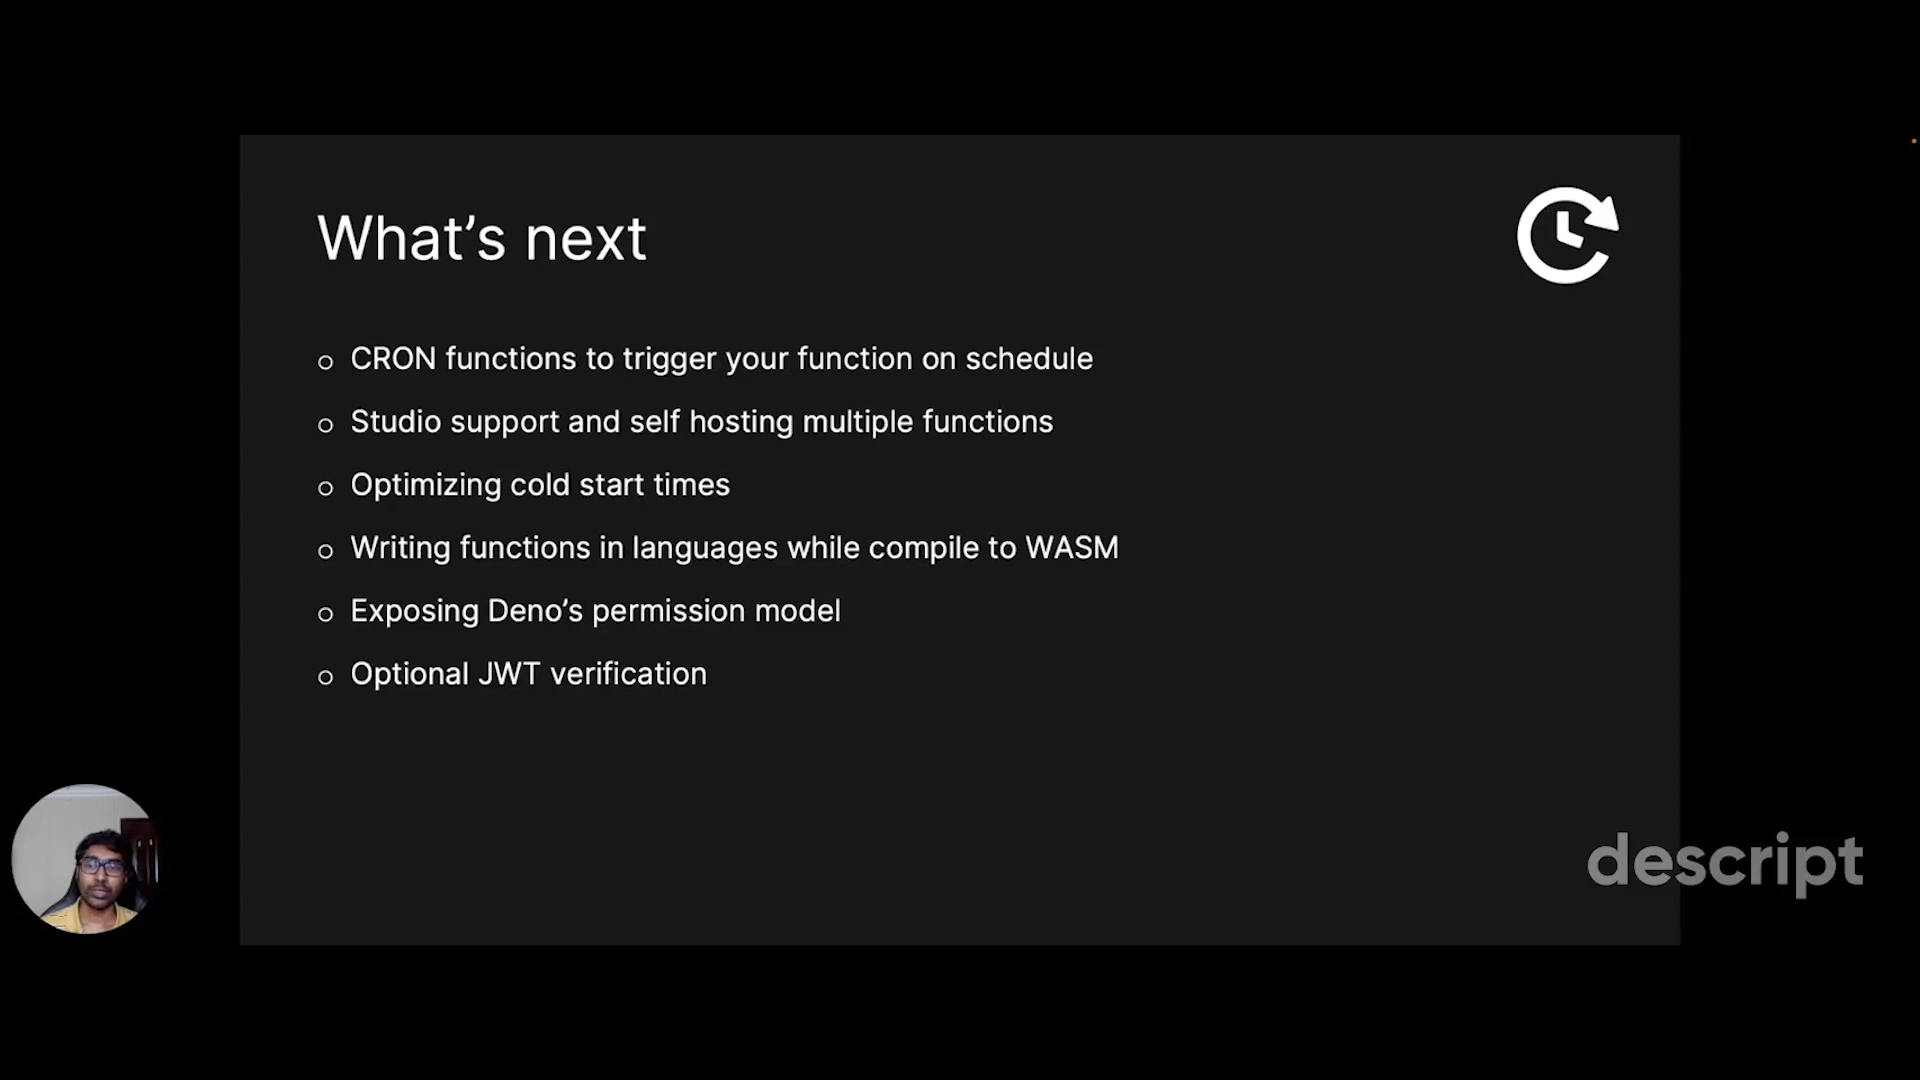 What’s next
CRON functions to trigger your function on schedule
Studio support and self hosting multiple functions
Optimizing cold start times
Writing functions in languages while compile to WASM
Exposing Deno’s permission model
Optional JWT verification
descript